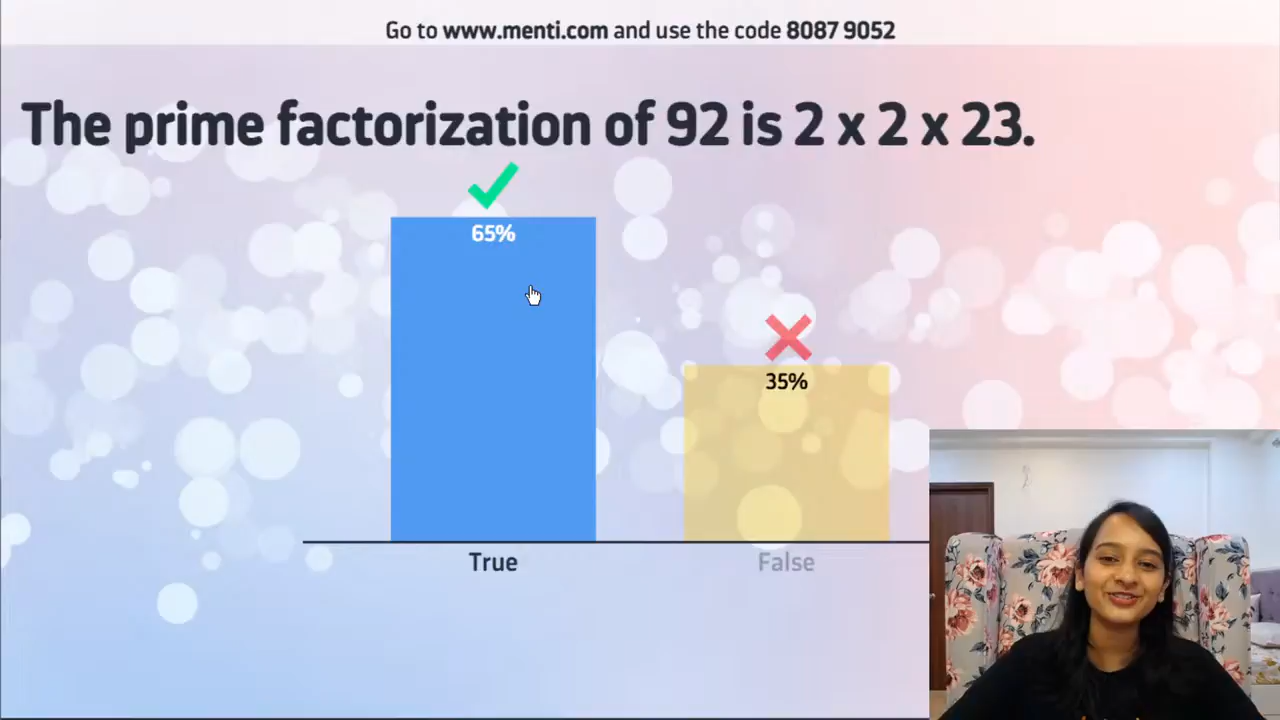 Go to www.menti.com and use the code 8087 9052
The prime factorization of 92 is 2 x 2 x 23.
65%
35%
True
False